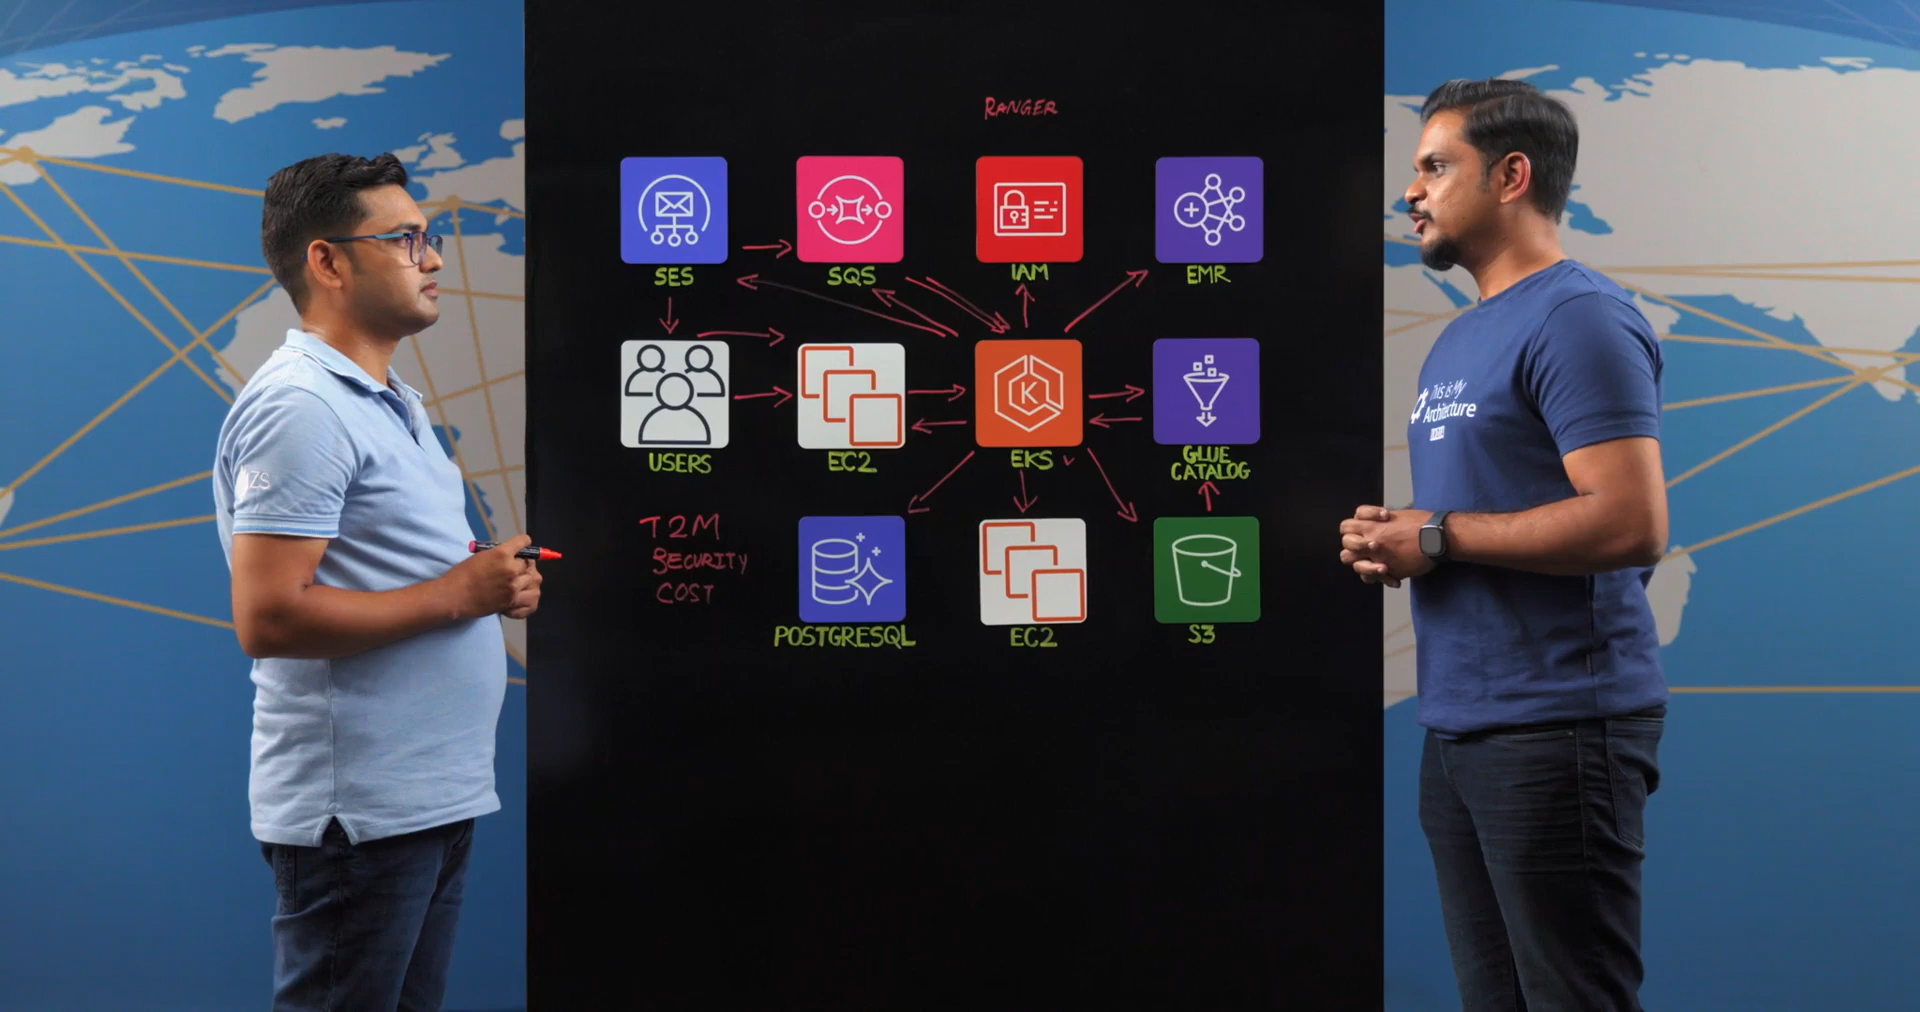 RANGER
SES
SQS
IAM
EMR
USERS
EC2
K
EKS
GLUE
CATALOG
T2M
SECURITY
COST
POSTGRESQL
EC2
S3
ZS
This is My
Architecture